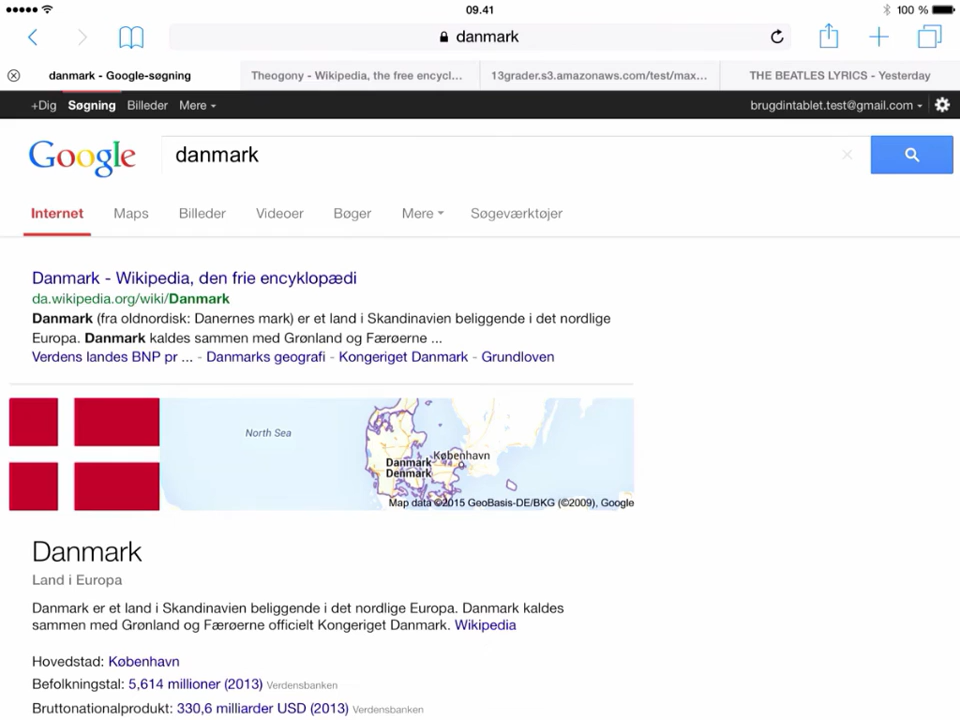 09.41
100 %
danmark
danmark - Google-søgning
Theogony - Wikipedia, the free encycl...
13grader.s3.amazonaws.com/test/max...
THE BEATLES LYRICS - Yesterday
+Dig Søgning Billeder Mere
brugdintablet.test@gmail.com
Google
danmark
Internet Maps Billeder Videoer Bøger Mere Søgeværktøjer
Danmark - Wikipedia, den frie encyklopædi
da.wikipedia.org/wiki/Danmark
Danmark (fra oldnordisk: Danernes mark) er et land i Skandinavien beliggende i det nordlige
Europa. Danmark kaldes sammen med Grønland og Færøerne ...
Verdens landes BNP pr ... - Danmarks geografi - Kongeriget Danmark - Grundloven
North Sea
København
Danmark
Denmark
Map data ©2015 GeoBasis-DE/BKG (©2009), Google
Danmark
Land i Europa
Danmark er et land i Skandinavien beliggende i det nordlige Europa. Danmark kaldes
sammen med Grønland og Færøerne officielt Kongeriget Danmark. Wikipedia
Hovedstad: København
Befolkningstal: 5,614 millioner (2013) Verdensbanken
Bruttonationalprodukt: 330,6 milliarder USD (2013) Verdensbanken